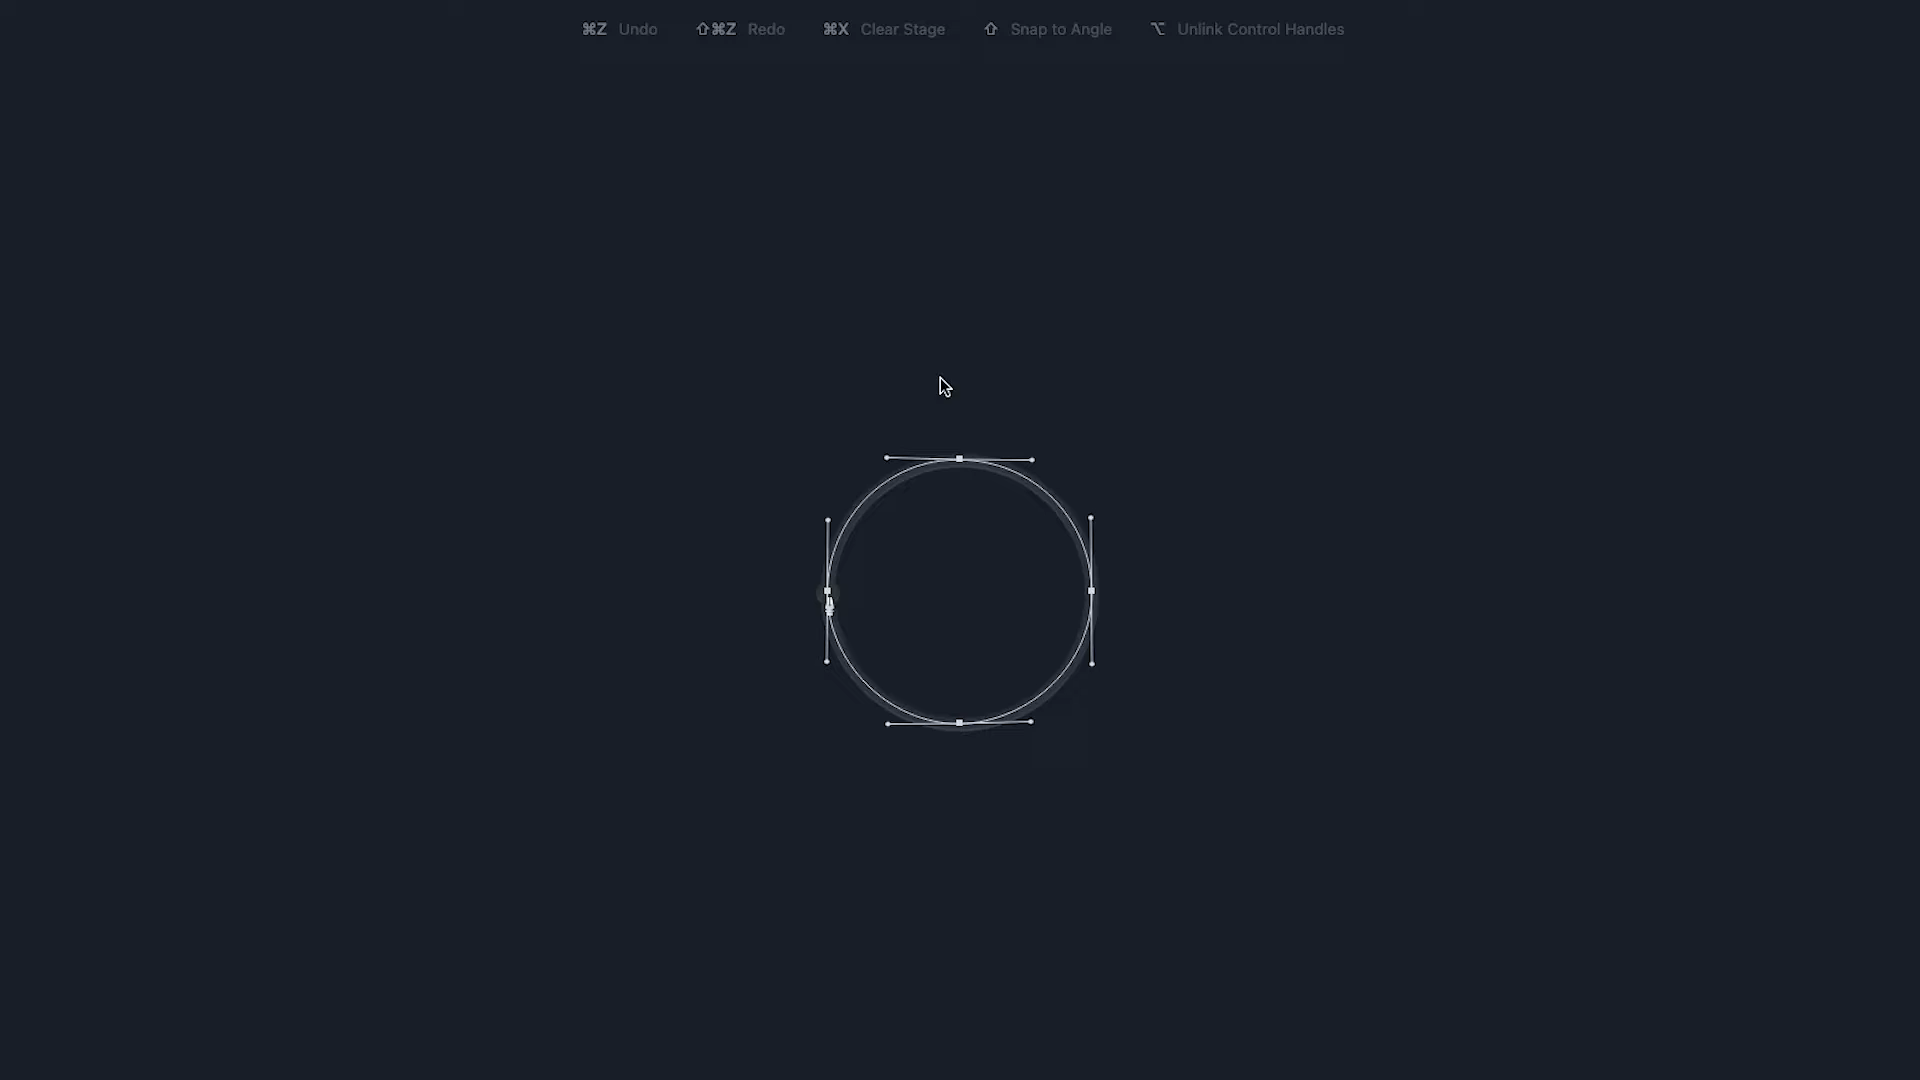 ⌘Z Undo ⇧⌘Z Redo ⌘X Clear Stage ⇧ Snap to Angle ⌥ Unlink Control Handles